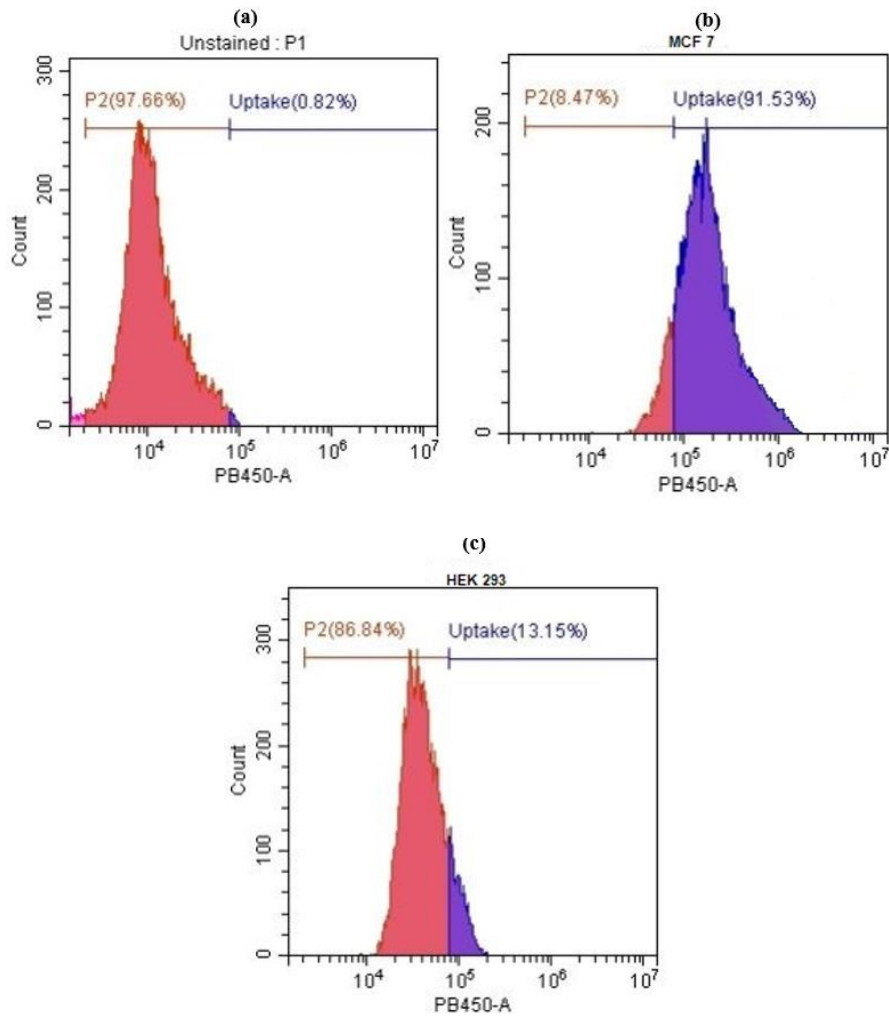 (a)
Unstained : P1
P2(97.66%) Uptake(0.82%)
300
200
100
0
Count
10^4 10^5 10^6 10^7
PB450-A
(b)
MCF 7
P2(8.47%) Uptake(91.53%)
200
100
0
Count
10^4 10^5 10^6 10^7
PB450-A
(c)
HEK 293
P2(86.84%) Uptake(13.15%)
300
200
100
0
Count
10^4 10^5 10^6 10^7
PB450-A